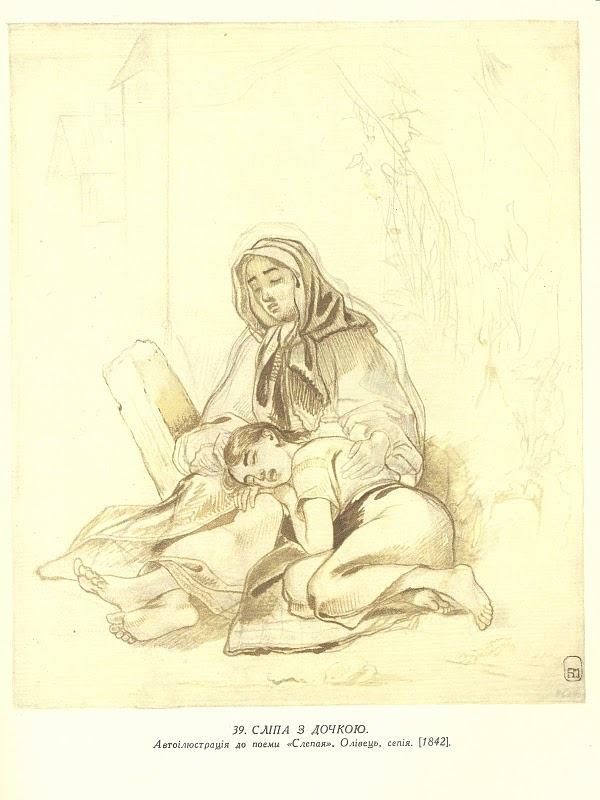 39. СЛІПА З ДОЧКОЮ.
Автоілюстрація до поеми «Слепая». Олівець, сепія. [1842].